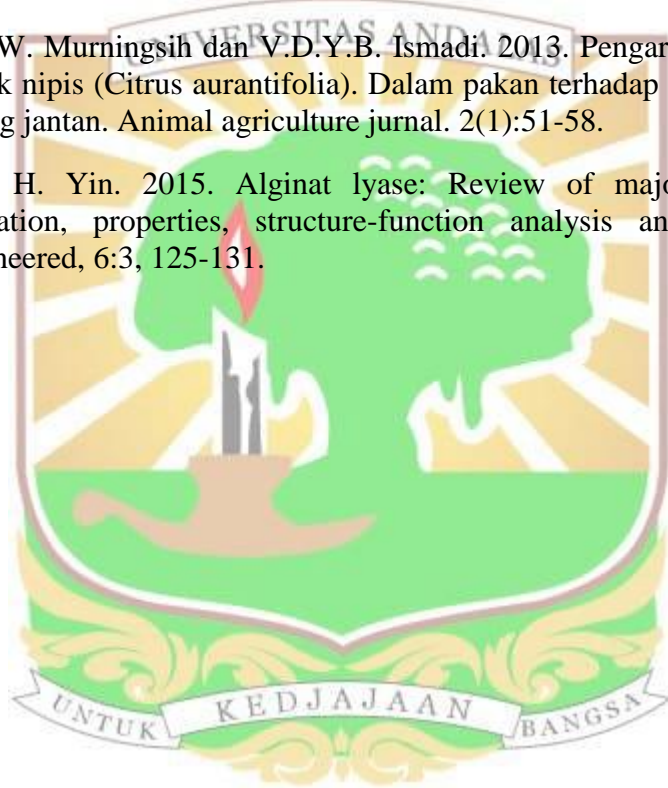 UNIVERSITAS ANDALAS
W. Murningsih dan V.D.Y.B. Ismadi. 2013. Pengar
k nipis (Citrus aurantifolia). Dalam pakan terhadap
g jantan. Animal agriculture jurnal. 2(1):51-58.
H. Yin. 2015. Alginat lyase: Review of majo
ation, properties, structure-function analysis an
neered, 6:3, 125-131.
UNTUK KEDJAJAAN BANGSA